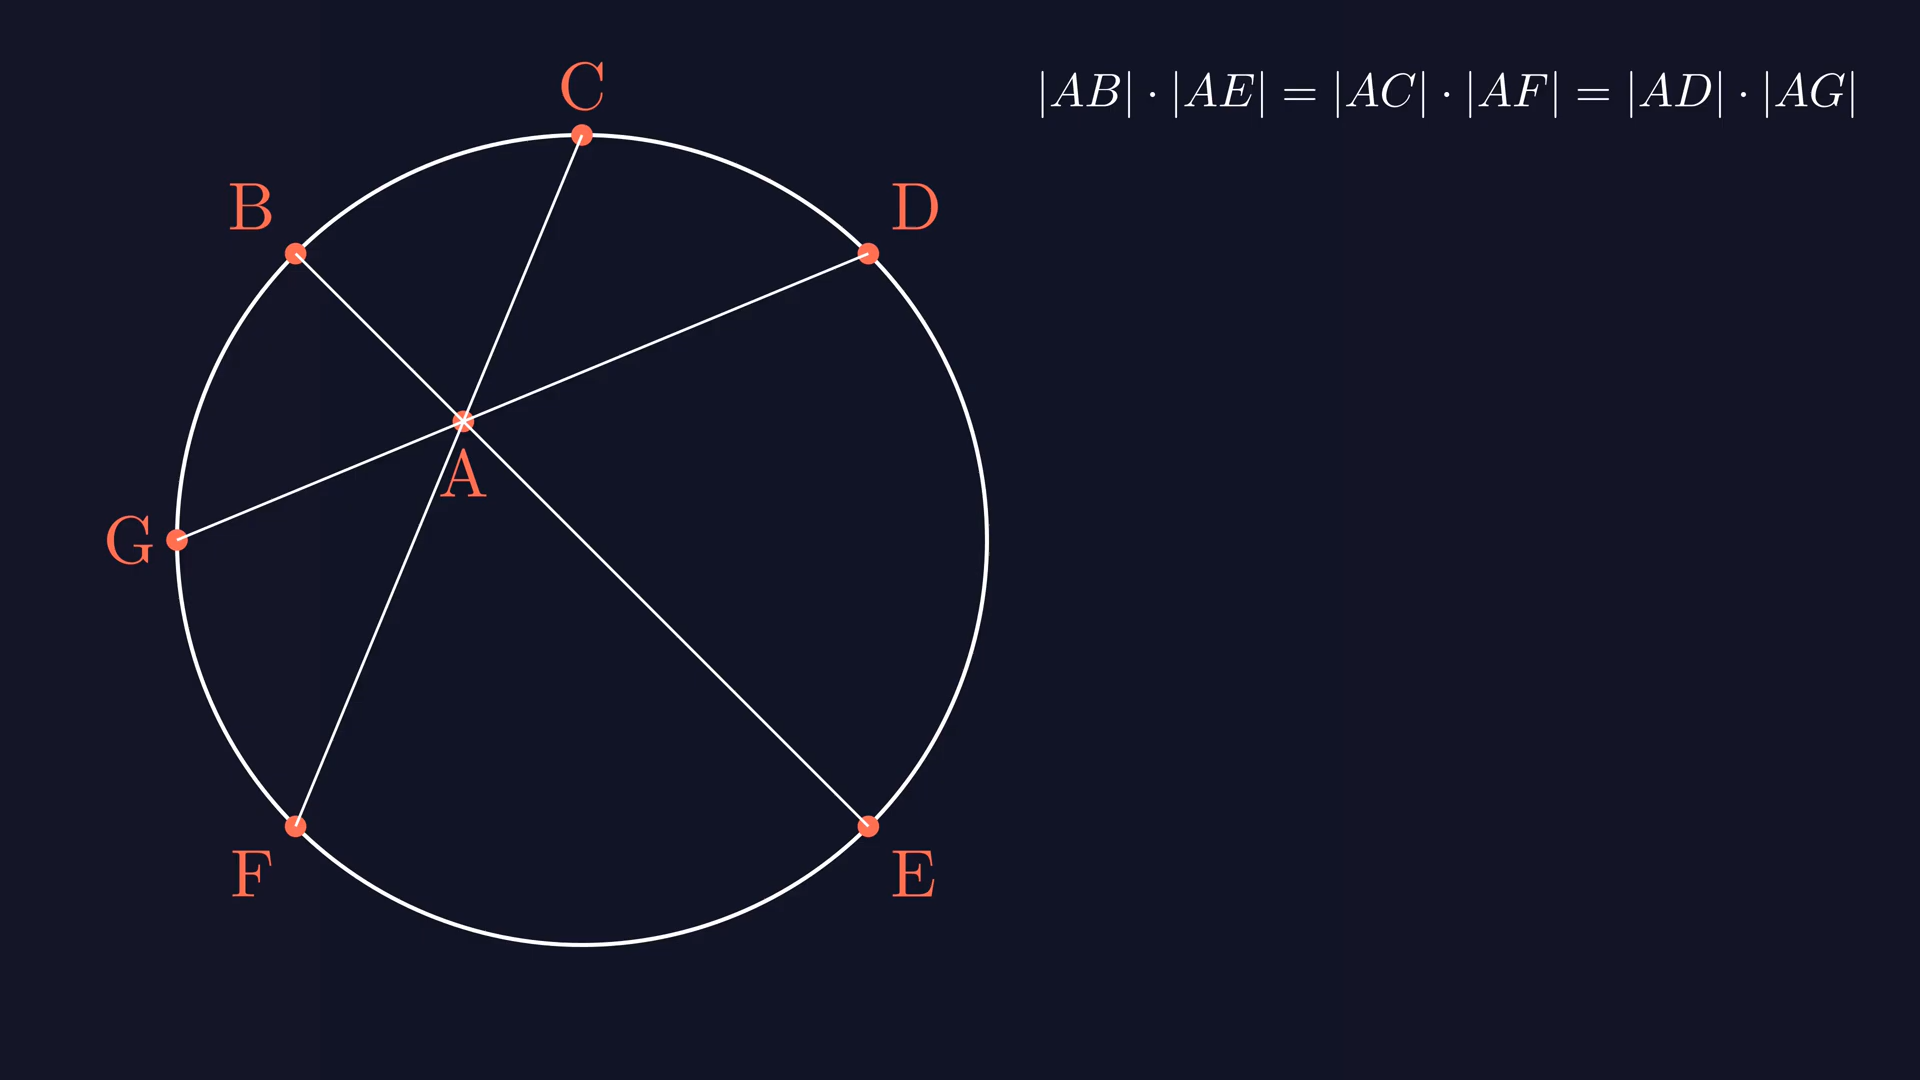 C
|AB| · |AE| = |AC| · |AF| = |AD| · |AG|
B
D
A
G
F
E